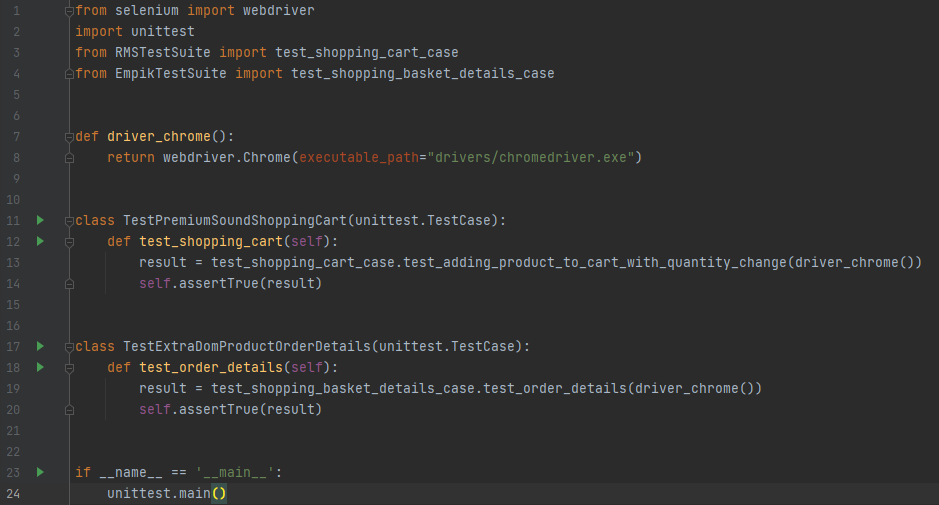 1 from selenium import webdriver
2 import unittest
3 from RMSTestSuite import test_shopping_cart_case
4 from EmpikTestSuite import test_shopping_basket_details_case
5
6
7 def driver_chrome():
8     return webdriver.Chrome(executable_path="drivers/chromedriver.exe")
9
10
11 class TestPremiumSoundShoppingCart(unittest.TestCase):
12     def test_shopping_cart(self):
13         result = test_shopping_cart_case.test_adding_product_to_cart_with_quantity_change(driver_chrome())
14         self.assertTrue(result)
15
16
17 class TestExtraDomProductOrderDetails(unittest.TestCase):
18     def test_order_details(self):
19         result = test_shopping_basket_details_case.test_order_details(driver_chrome())
20         self.assertTrue(result)
21
22
23 if __name__ == '__main__':
24     unittest.main()